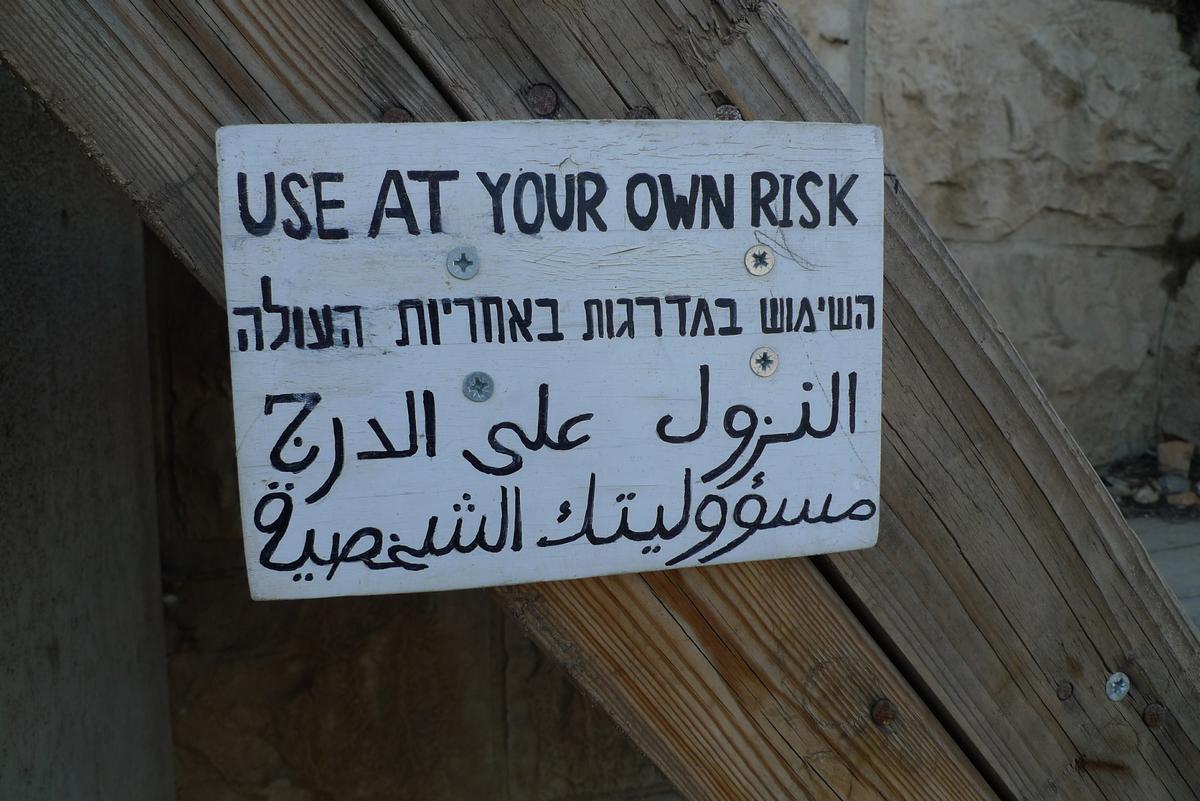 USE AT YOUR OWN RISK
השימוש במדרגות באחריות העולה
النزول على الدرج
مسؤوليتك الشخصية